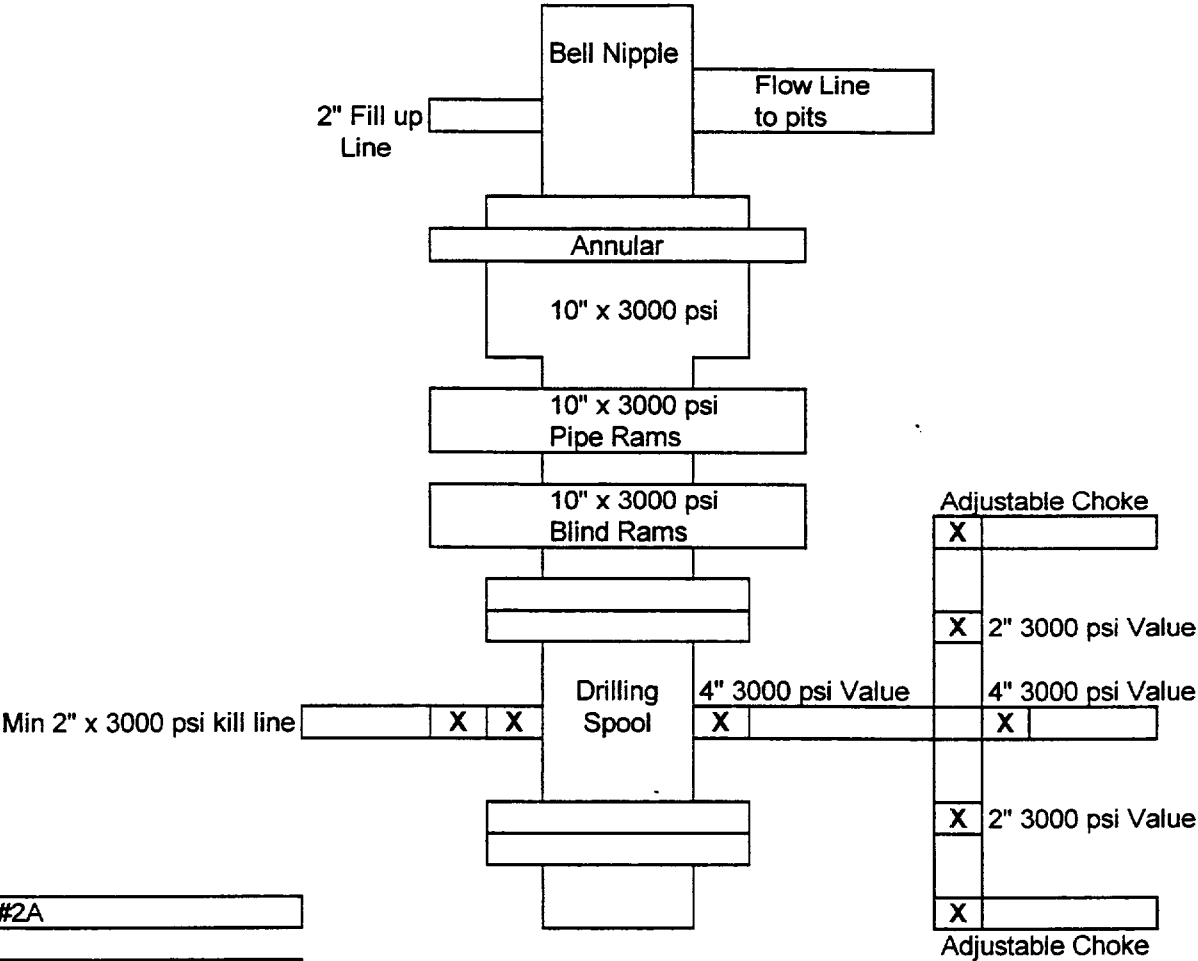 Bell Nipple
Flow Line
to pits
2" Fill up
Line
Annular
10" x 3000 psi
10" x 3000 psi
Pipe Rams
10" x 3000 psi
Blind Rams
Adjustable Choke
X
X 2" 3000 psi Value
Drilling
Spool
4" 3000 psi Value
4" 3000 psi Value
Min 2" x 3000 psi kill line
X X
X
X
X 2" 3000 psi Value
#2A
X
Adjustable Choke